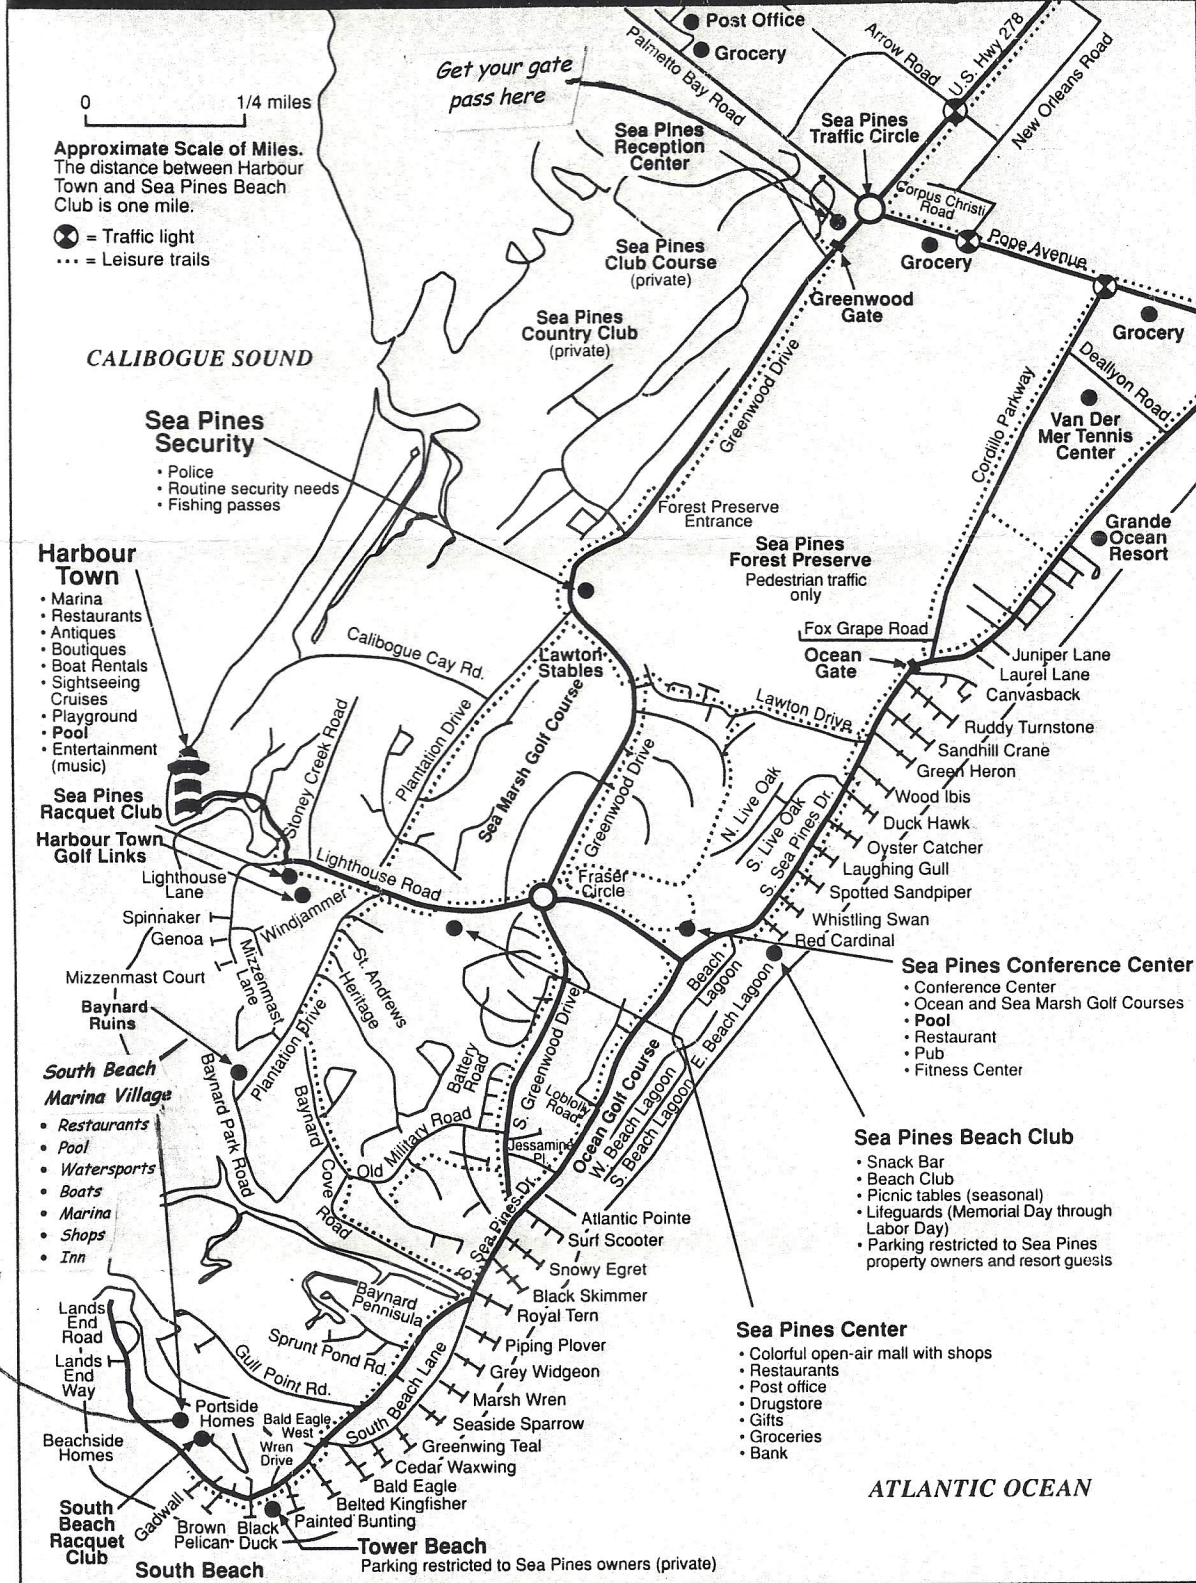 Post Office
Grocery
Palmetto Bay Road
Arrow Road
U.S. Hwy 278
New Orleans Road
Get your gate
pass here
Sea Pines
Reception
Center
Sea Pines
Traffic Circle
0 1/4 miles
Approximate Scale of Miles.
The distance between Harbour
Town and Sea Pines Beach
Club is one mile.
= Traffic light
... = Leisure trails
Corpus Christi
Road
Pope Avenue
Grocery
Sea Pines
Club Course
(private)
Greenwood
Gate
Grocery
Sea Pines
Country Club
(private)
CALIBOGUE SOUND
Greenwood Drive
Cordillo Parkway
Deallyon Road
Van Der
Mer Tennis
Center
Sea Pines
Security
• Police
• Routine security needs
• Fishing passes
Forest Preserve
Entrance
Sea Pines
Forest Preserve
Pedestrian traffic
only
Grande
Ocean
Resort
Harbour
Town
• Marina
• Restaurants
• Antiques
• Boutiques
• Boat Rentals
• Sightseeing
Cruises
• Playground
• Pool
• Entertainment
(music)
Calibogue Cay Rd.
Lawton
Stables
Fox Grape Road
Ocean
Gate
Juniper Lane
Laurel Lane
Canvasback
Ruddy Turnstone
Sandhill Crane
Green Heron
Wood Ibis
Duck Hawk
Oyster Catcher
Laughing Gull
Spotted Sandpiper
Whistling Swan
Red Cardinal
Lawton Drive
Stoney Creek Road
Plantation Drive
Sea Marsh Golf Course
Greenwood Drive
N. Live Oak
S. Live Oak
S. Sea Pines Dr.
Sea Pines
Racquet Club
Harbour Town
Golf Links
Lighthouse Road
Fraser
Circle
Lighthouse
Lane
Spinnaker
Genoa
Windjammer
Mizzenmast
Lane
Mizzenmast Court
Baynard
Ruins
St. Andrews
Heritage
Plantation Drive
Beach
Lagoon
E. Beach Lagoon
Sea Pines Conference Center
• Conference Center
• Ocean and Sea Marsh Golf Courses
• Pool
• Restaurant
• Pub
• Fitness Center
South Beach
Marina Village
• Restaurants
• Pool
• Watersports
• Boats
• Marina
• Shops
• Inn
Baynard Park Road
Baynard
Cove
Road
Battery
Road
Old Military Road
S. Greenwood Drive
Loblolly
Road
Jessamine
Pl.
Ocean Golf Course
W. Beach Lagoon
S. Beach Lagoon
Sea Pines Beach Club
• Snack Bar
• Beach Club
• Picnic tables (seasonal)
• Lifeguards (Memorial Day through
Labor Day)
• Parking restricted to Sea Pines
property owners and resort guests
S. Sea Pines Dr.
Atlantic Pointe
Surf Scooter
Snowy Egret
Black Skimmer
Royal Tern
Piping Plover
Grey Widgeon
Marsh Wren
Seaside Sparrow
Greenwing Teal
Cedar Waxwing
Bald Eagle
Belted Kingfisher
Painted Bunting
Baynard
Pennisula
Sprunt Pond Rd.
Gull Point Rd.
South Beach Lane
Lands
End
Road
Lands
End
Way
Beachside
Homes
Portside
Homes
Bald Eagle
West
Wren
Drive
Sea Pines Center
• Colorful open-air mall with shops
• Restaurants
• Post office
• Drugstore
• Gifts
• Groceries
• Bank
ATLANTIC OCEAN
South
Beach
Racquet
Club
Gadwall
Brown
Pelican
Black
Duck
South Beach
Tower Beach
Parking restricted to Sea Pines owners (private)